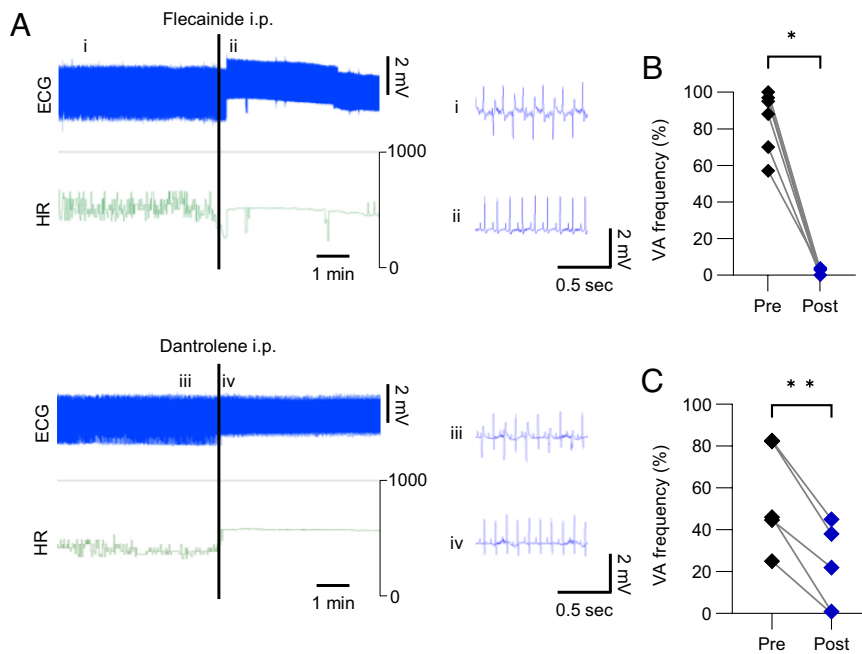 A
Flecainide i.p.
i
ii
ECG
2 mV
1000
HR
0
1 min
i
ii
2 mV
0.5 sec
B
*
VA frequency (%)
100
80
60
40
20
0
Pre
Post
Dantrolene i.p.
iii
iv
ECG
2 mV
1000
HR
0
1 min
iii
iv
2 mV
0.5 sec
C
* *
VA frequency (%)
100
80
60
40
20
0
Pre
Post